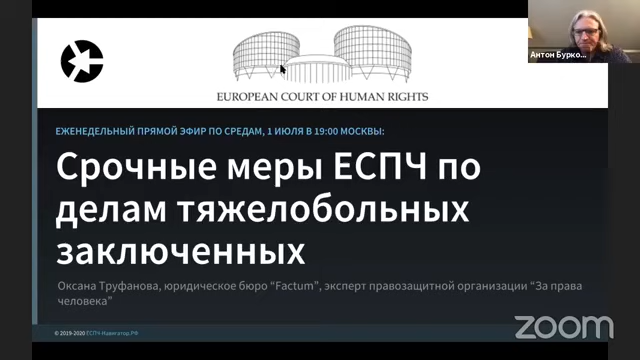 Антон Бурко...
EUROPEAN COURT OF HUMAN RIGHTS
ЕЖЕНЕДЕЛЬНЫЙ ПРЯМОЙ ЭФИР ПО СРЕДАМ, 1 ИЮЛЯ В 19:00 МОСКВЫ:
Срочные меры ЕСПЧ по
делам тяжелобольных
заключенных
Оксана Труфанова, юридическое бюро "Factum", эксперт правозащитной организации "За права
человека"
© 2019-2020 ЕСПЧ-Навигатор.РФ
zoom